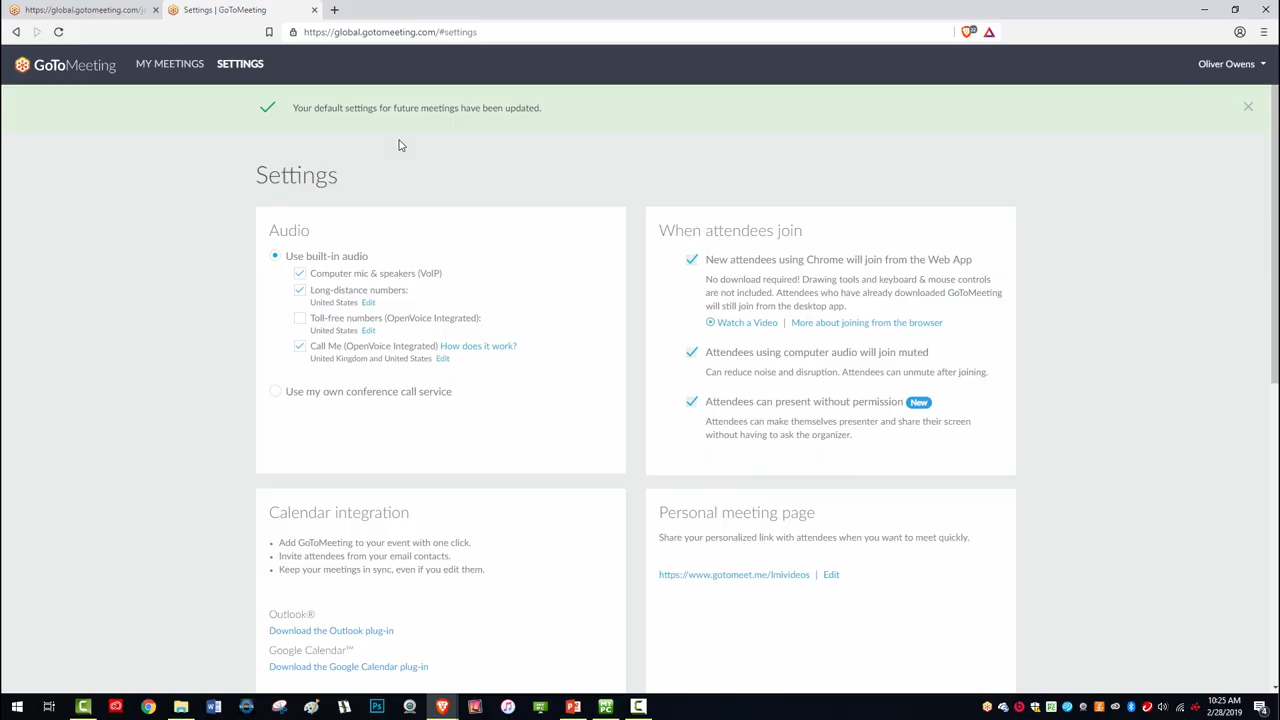 https://global.gotomeeting.com/js
Settings | GoToMeeting
https://global.gotomeeting.com/#settings
22
GoToMeeting
MY MEETINGS
SETTINGS
Oliver Owens
Your default settings for future meetings have been updated.
Settings
Audio
Use built-in audio
Computer mic & speakers (VoIP)
Long-distance numbers:
United States Edit
Toll-free numbers (OpenVoice Integrated):
United States Edit
Call Me (OpenVoice Integrated) How does it work?
United Kingdom and United States Edit
Use my own conference call service
When attendees join
New attendees using Chrome will join from the Web App
No download required! Drawing tools and keyboard & mouse controls
are not included. Attendees who have already downloaded GoToMeeting
will still join from the desktop app.
Watch a Video | More about joining from the browser
Attendees using computer audio will join muted
Can reduce noise and disruption. Attendees can unmute after joining.
Attendees can present without permission New
Attendees can make themselves presenter and share their screen
without having to ask the organizer.
Calendar integration
• Add GoToMeeting to your event with one click.
• Invite attendees from your email contacts.
• Keep your meetings in sync, even if you edit them.
Outlook®
Download the Outlook plug-in
Google Calendar™
Download the Google Calendar plug-in
Personal meeting page
Share your personalized link with attendees when you want to meet quickly.
https://www.gotomeet.me/lmivideos | Edit
10:25 AM
2/28/2019